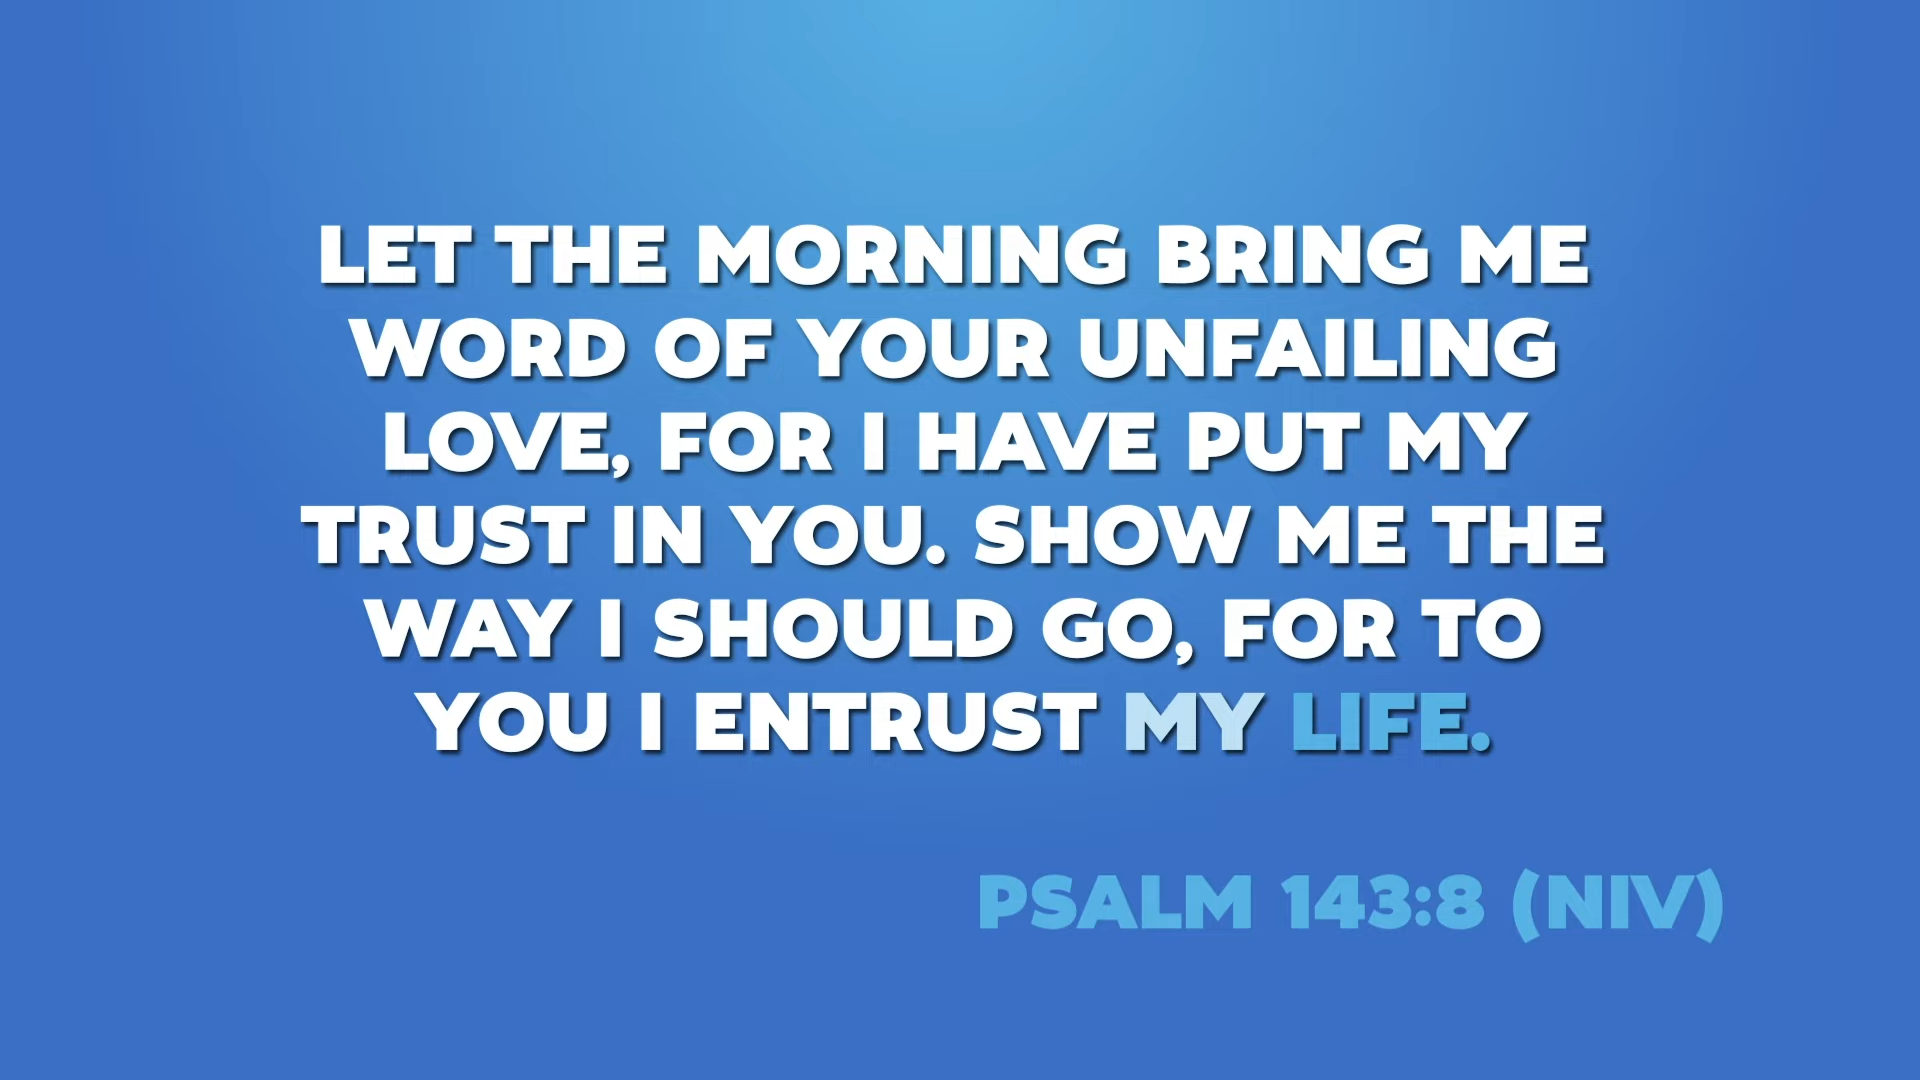 LET THE MORNING BRING ME
WORD OF YOUR UNFAILING
LOVE, FOR I HAVE PUT MY
TRUST IN YOU. SHOW ME THE
WAY I SHOULD GO, FOR TO
YOU I ENTRUST MY LIFE.
PSALM 143:8 (NIV)